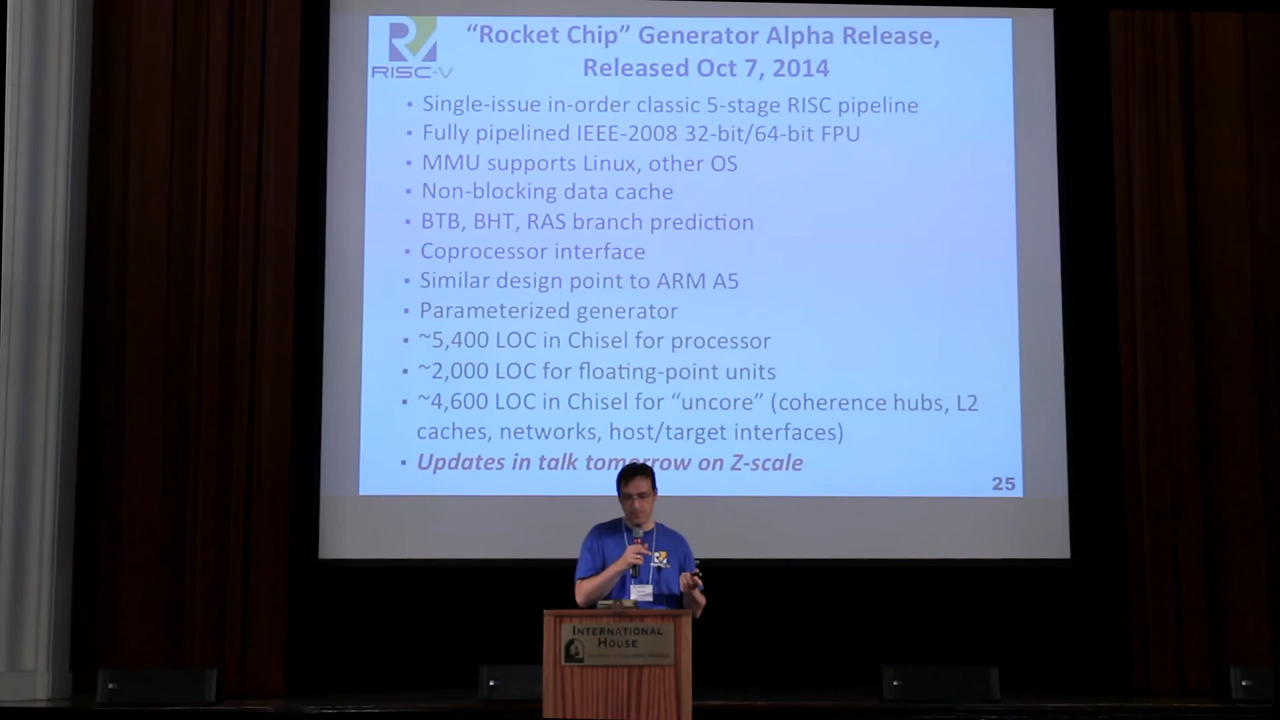 RISC-V
"Rocket Chip" Generator Alpha Release,
Released Oct 7, 2014
▪ Single-issue in-order classic 5-stage RISC pipeline
▪ Fully pipelined IEEE-2008 32-bit/64-bit FPU
▪ MMU supports Linux, other OS
▪ Non-blocking data cache
▪ BTB, BHT, RAS branch prediction
▪ Coprocessor interface
▪ Similar design point to ARM A5
▪ Parameterized generator
▪ ~5,400 LOC in Chisel for processor
▪ ~2,000 LOC for floating-point units
▪ ~4,600 LOC in Chisel for "uncore" (coherence hubs, L2
caches, networks, host/target interfaces)
▪ Updates in talk tomorrow on Z-scale
25
INTERNATIONAL
HOUSE